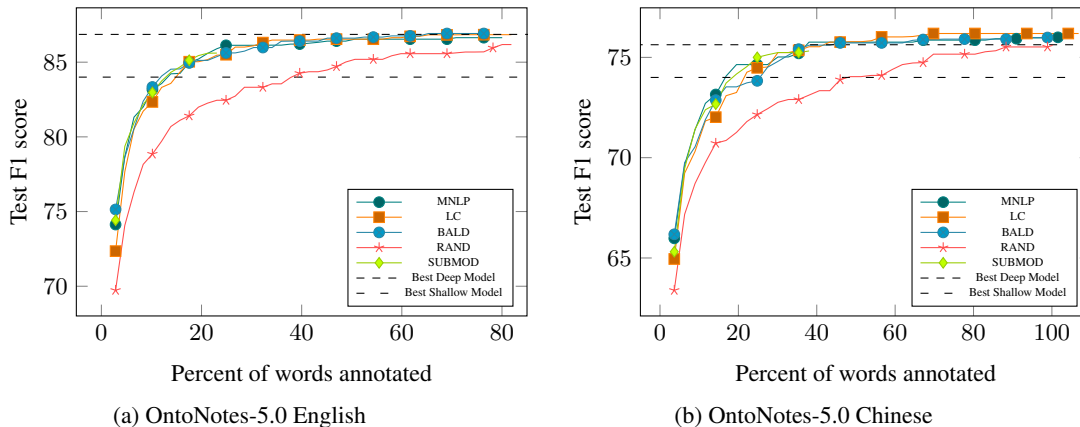 85
80
75
70
Test F1 score
0 20 40 60 80
Percent of words annotated
MNLP
LC
BALD
RAND
SUBMOD
Best Deep Model
Best Shallow Model
(a) OntoNotes-5.0 English
75
70
65
Test F1 score
0 20 40 60 80 100
Percent of words annotated
MNLP
LC
BALD
RAND
SUBMOD
Best Deep Model
Best Shallow Model
(b) OntoNotes-5.0 Chinese